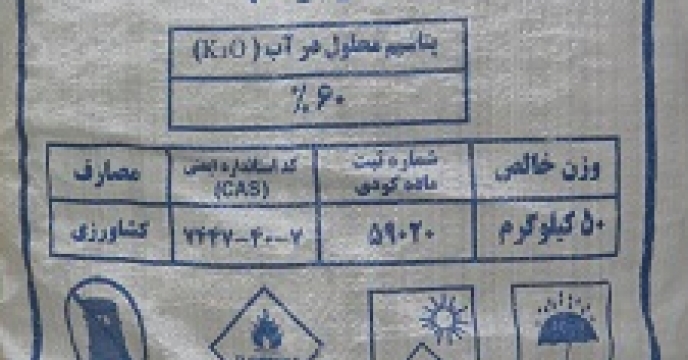 پتاسیم محلول در آب (K2O)
% ۶۰
وزن خالص شماره ثبت ماده کودی کد استاندارد ایمنی (CAS) مصارف
۵۰ کیلوگرم ۵۹۰۲۰ ۷۴۴۷-۴۰-۷ کشاورزی